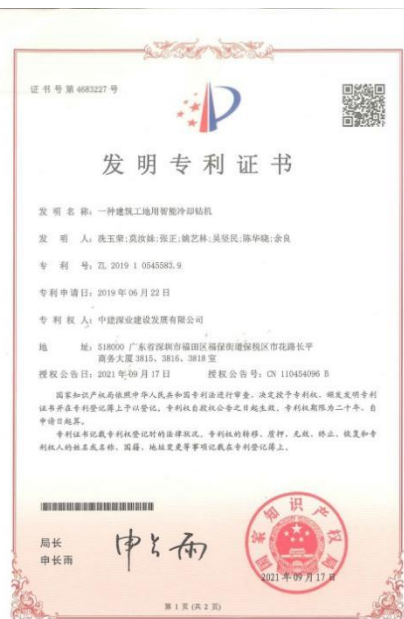 证书号第4683227号
发明专利证书
发明名称：一种建筑工地用智能冷却钻机
发明人：冼玉荣;莫汝妹;张正;姚艺林;吴坚民;陈华晓;余良
专利号：ZL 2019 1 0545583.9
专利申请日：2019年06月22日
专利权人：中建深业建设发展有限公司
地址：518000 广东省深圳市福田区福保街道保税区市花路长平
商务大厦3815、3816、3818室
授权公告日：2021年09月17日 授权公告号：CN 110454096 B
国家知识产权局依照中华人民共和国专利法进行审查，决定授予专利权，颁发发明专利
证书并在专利登记簿上予以登记。专利权自授权公告之日起生效。专利权期限为二十年，自
申请日起算。
专利证书记载专利权登记时的法律状况。专利权的转移、质押、无效、终止、恢复和专
利权人的姓名或名称、国籍、地址变更等事项记载在专利登记簿上。
局长
申长雨
申长雨
国家知识产权局
2021年09月17日
第1页(共2页)